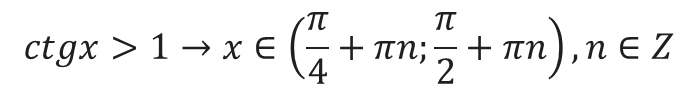 ctgx > 1 → x ∈ (π/4 + πn; π/2 + πn), n ∈ Z